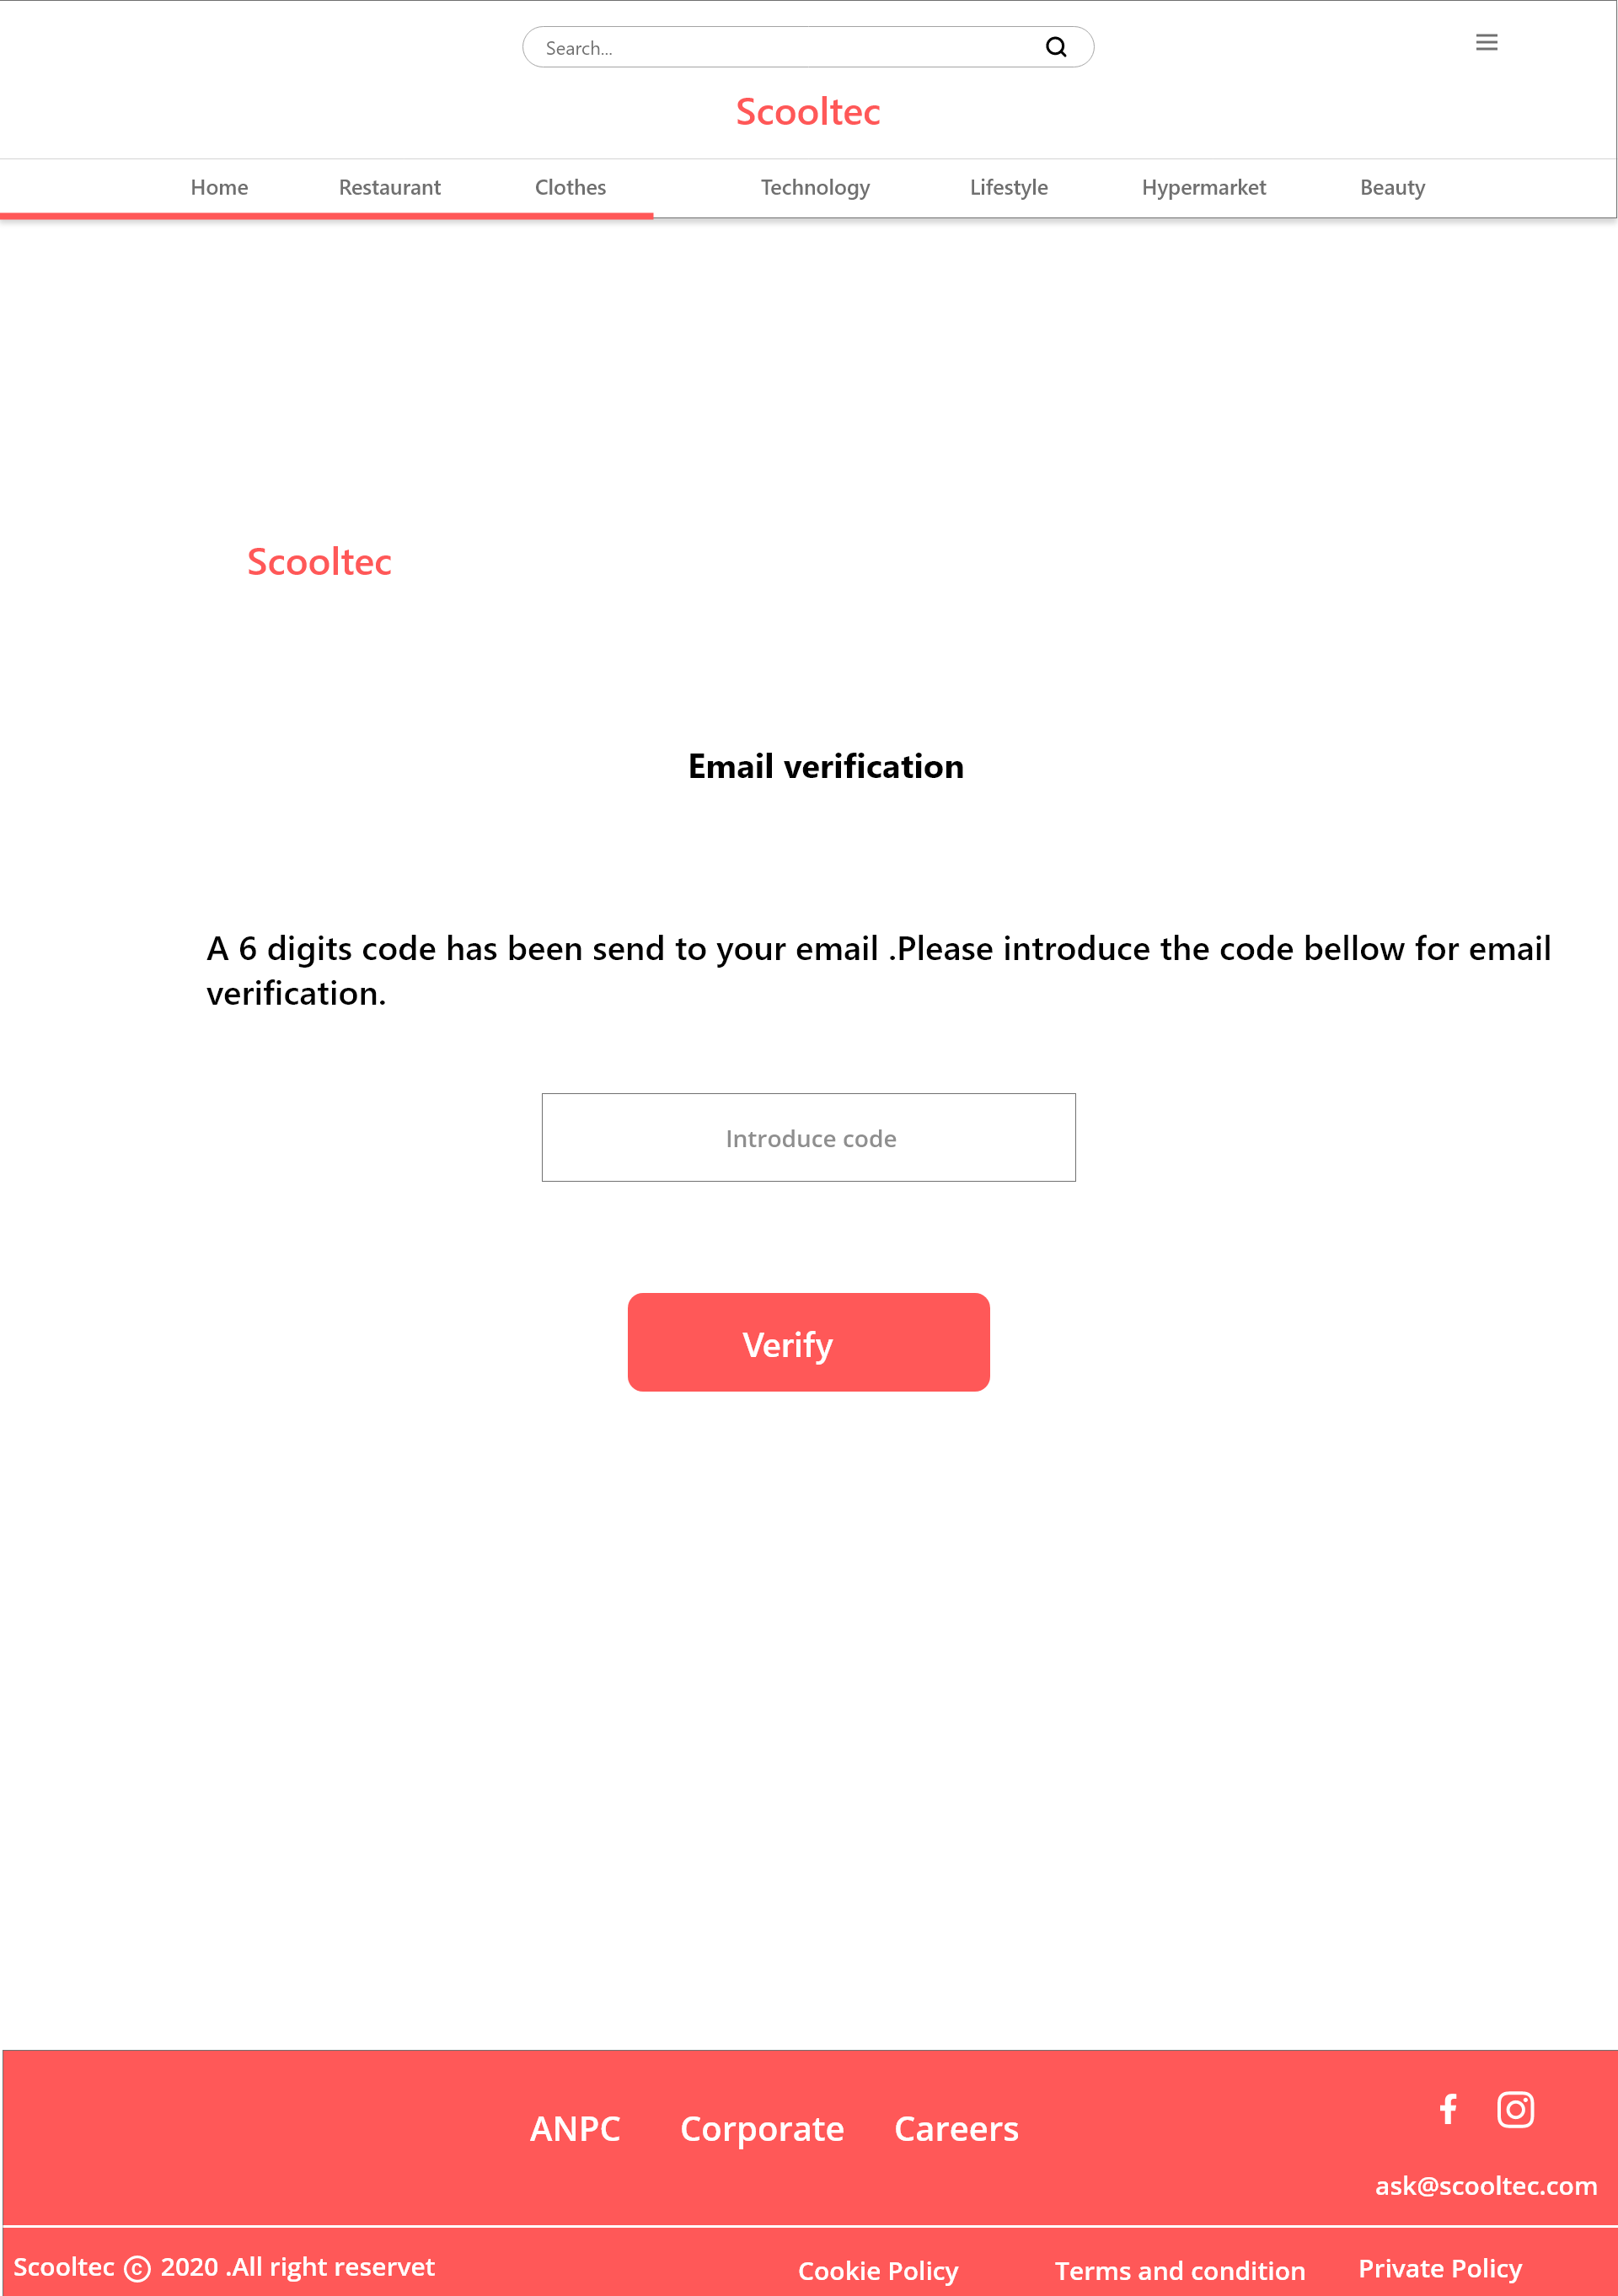 Search...
Scooltec
Home Restaurant Clothes Technology Lifestyle Hypermarket Beauty
Scooltec
Email verification
A 6 digits code has been send to your email .Please introduce the code bellow for email
verification.
Introduce code
Verify
ANPC Corporate Careers
ask@scooltec.com
Scooltec © 2020 .All right reservet Cookie Policy Terms and condition Private Policy